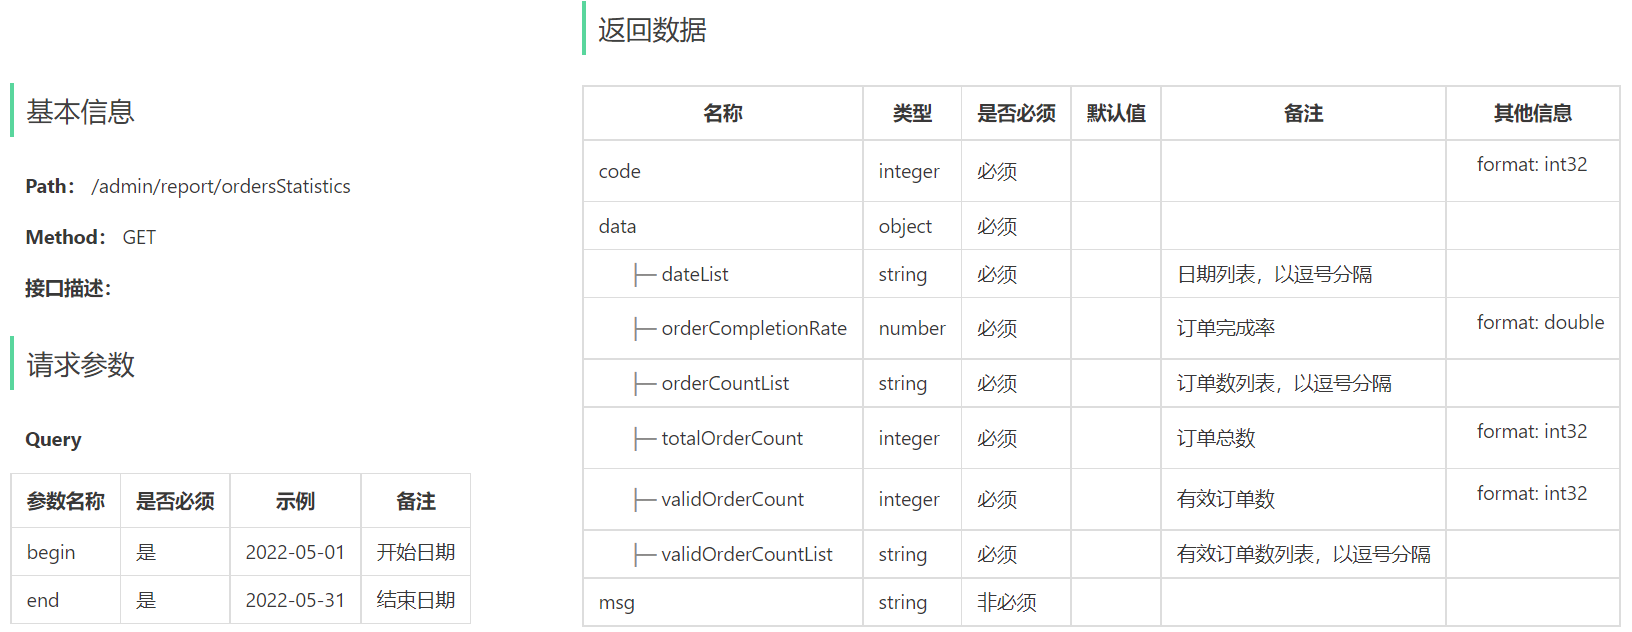 基本信息
Path： /admin/report/ordersStatistics
Method： GET
接口描述：
请求参数
Query
参数名称 是否必须 示例 备注
begin 是 2022-05-01 开始日期
end 是 2022-05-31 结束日期
返回数据
名称 类型 是否必须 默认值 备注 其他信息
code integer 必须 format: int32
data object 必须
├─ dateList string 必须 日期列表，以逗号分隔
├─ orderCompletionRate number 必须 订单完成率 format: double
├─ orderCountList string 必须 订单数列表，以逗号分隔
├─ totalOrderCount integer 必须 订单总数 format: int32
├─ validOrderCount integer 必须 有效订单数 format: int32
├─ validOrderCountList string 必须 有效订单数列表，以逗号分隔
msg string 非必须